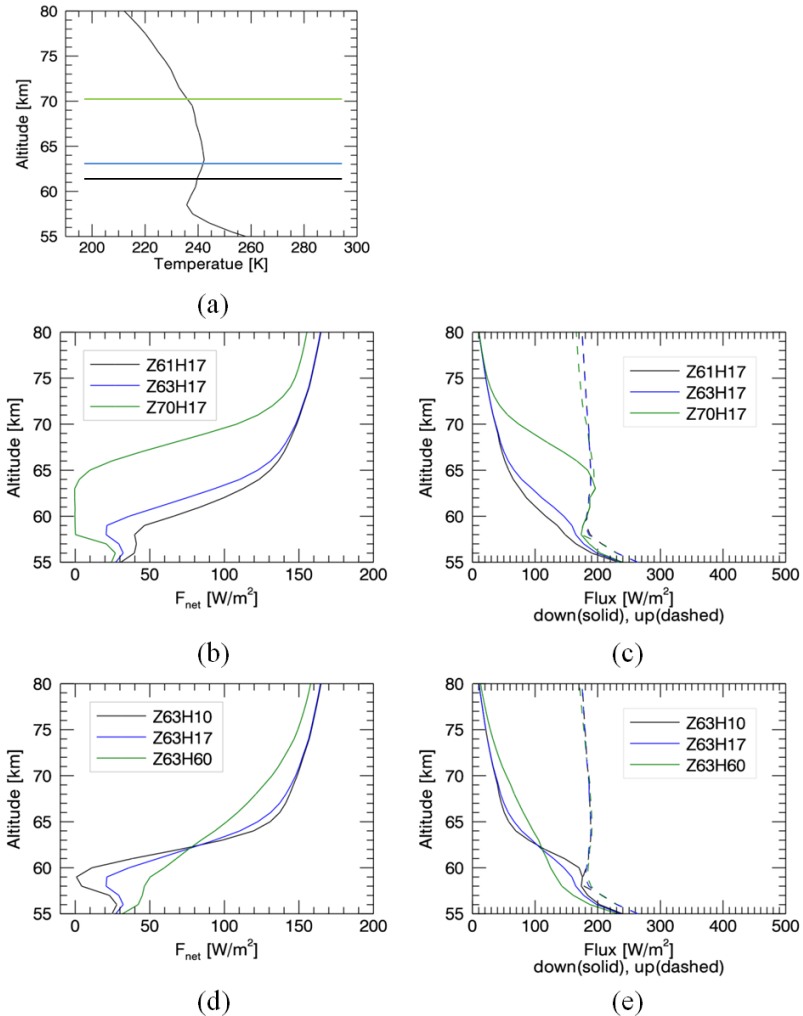 80
75
70
65
60
55
Altitude [km]
200 220 240 260 280 300
Temperatue [K]
(a)
80
75
70
65
60
55
Altitude [km]
Z61H17
Z63H17
Z70H17
0 50 100 150 200
F_net [W/m²]
(b)
80
75
70
65
60
55
Altitude [km]
Z61H17
Z63H17
Z70H17
0 100 200 300 400 500
Flux [W/m²]
down(solid), up(dashed)
(c)
80
75
70
65
60
55
Altitude [km]
Z63H10
Z63H17
Z63H60
0 50 100 150 200
F_net [W/m²]
(d)
80
75
70
65
60
55
Altitude [km]
Z63H10
Z63H17
Z63H60
0 100 200 300 400 500
Flux [W/m²]
down(solid), up(dashed)
(e)